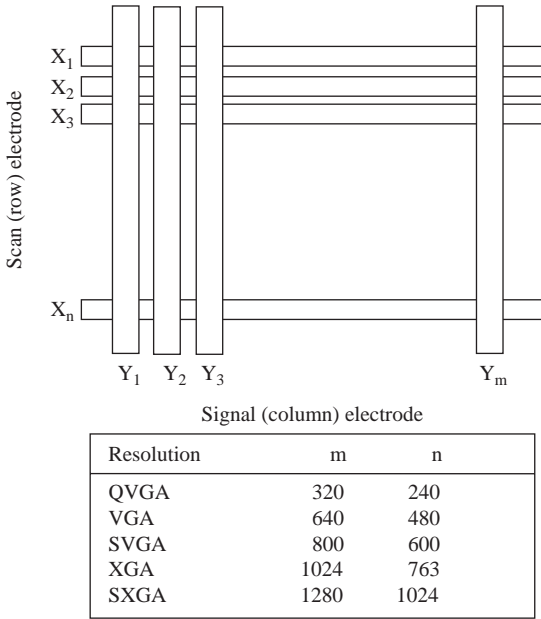 X1
X2
X3
Scan (row) electrode
Xn
Y1 Y2 Y3 Ym
Signal (column) electrode
Resolution m n
QVGA 320 240
VGA 640 480
SVGA 800 600
XGA 1024 763
SXGA 1280 1024